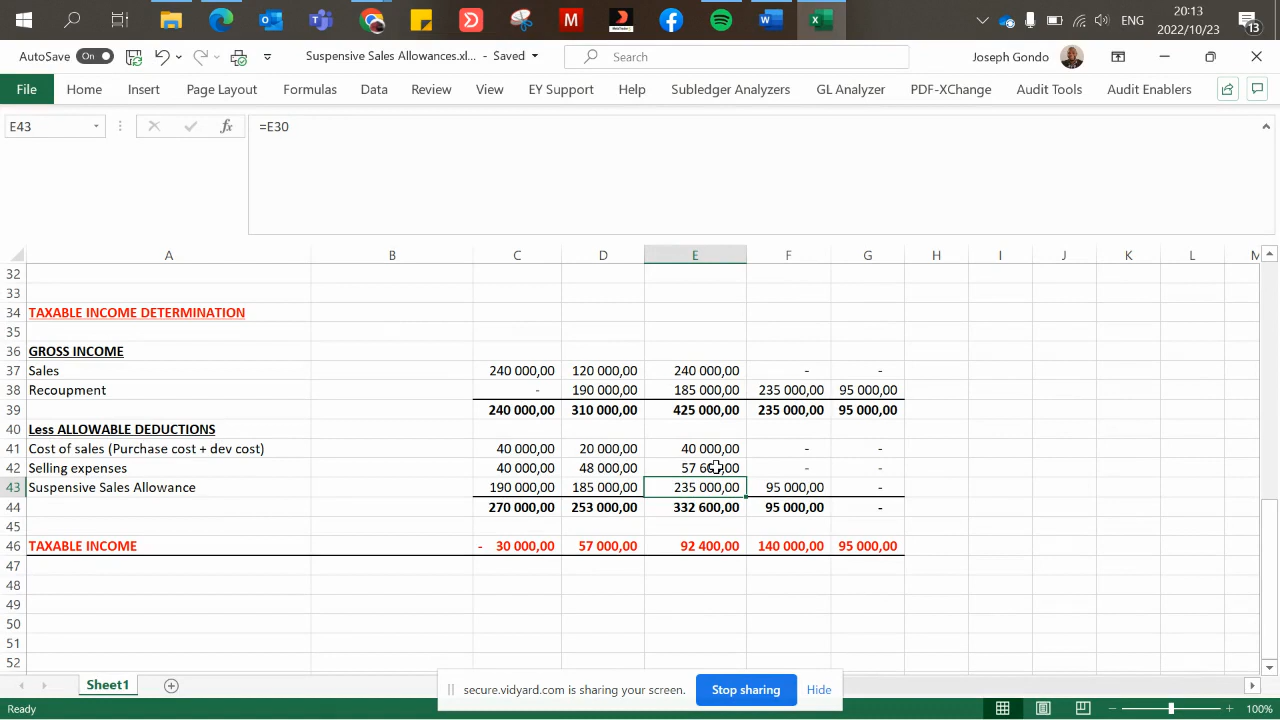 20:13
ENG
2022/10/23
13
AutoSave On Suspensive Sales Allowances.xl... - Saved Search Joseph Gondo
File Home Insert Page Layout Formulas Data Review View EY Support Help Subledger Analyzers GL Analyzer PDF-XChange Audit Tools Audit Enablers
E43 fx =E30
A B C D E F G H I J K L M
32
33
34 TAXABLE INCOME DETERMINATION
35
36 GROSS INCOME
37 Sales 240 000,00 120 000,00 240 000,00 - -
38 Recoupment - 190 000,00 185 000,00 235 000,00 95 000,00
39 240 000,00 310 000,00 425 000,00 235 000,00 95 000,00
40 Less ALLOWABLE DEDUCTIONS
41 Cost of sales (Purchase cost + dev cost) 40 000,00 20 000,00 40 000,00 - -
42 Selling expenses 40 000,00 48 000,00 57 600,00 - -
43 Suspensive Sales Allowance 190 000,00 185 000,00 235 000,00 95 000,00 -
44 270 000,00 253 000,00 332 600,00 95 000,00 -
45
46 TAXABLE INCOME - 30 000,00 57 000,00 92 400,00 140 000,00 95 000,00
47
48
49
50
51
52
Sheet1
secure.vidyard.com is sharing your screen. Stop sharing Hide
Ready 100%